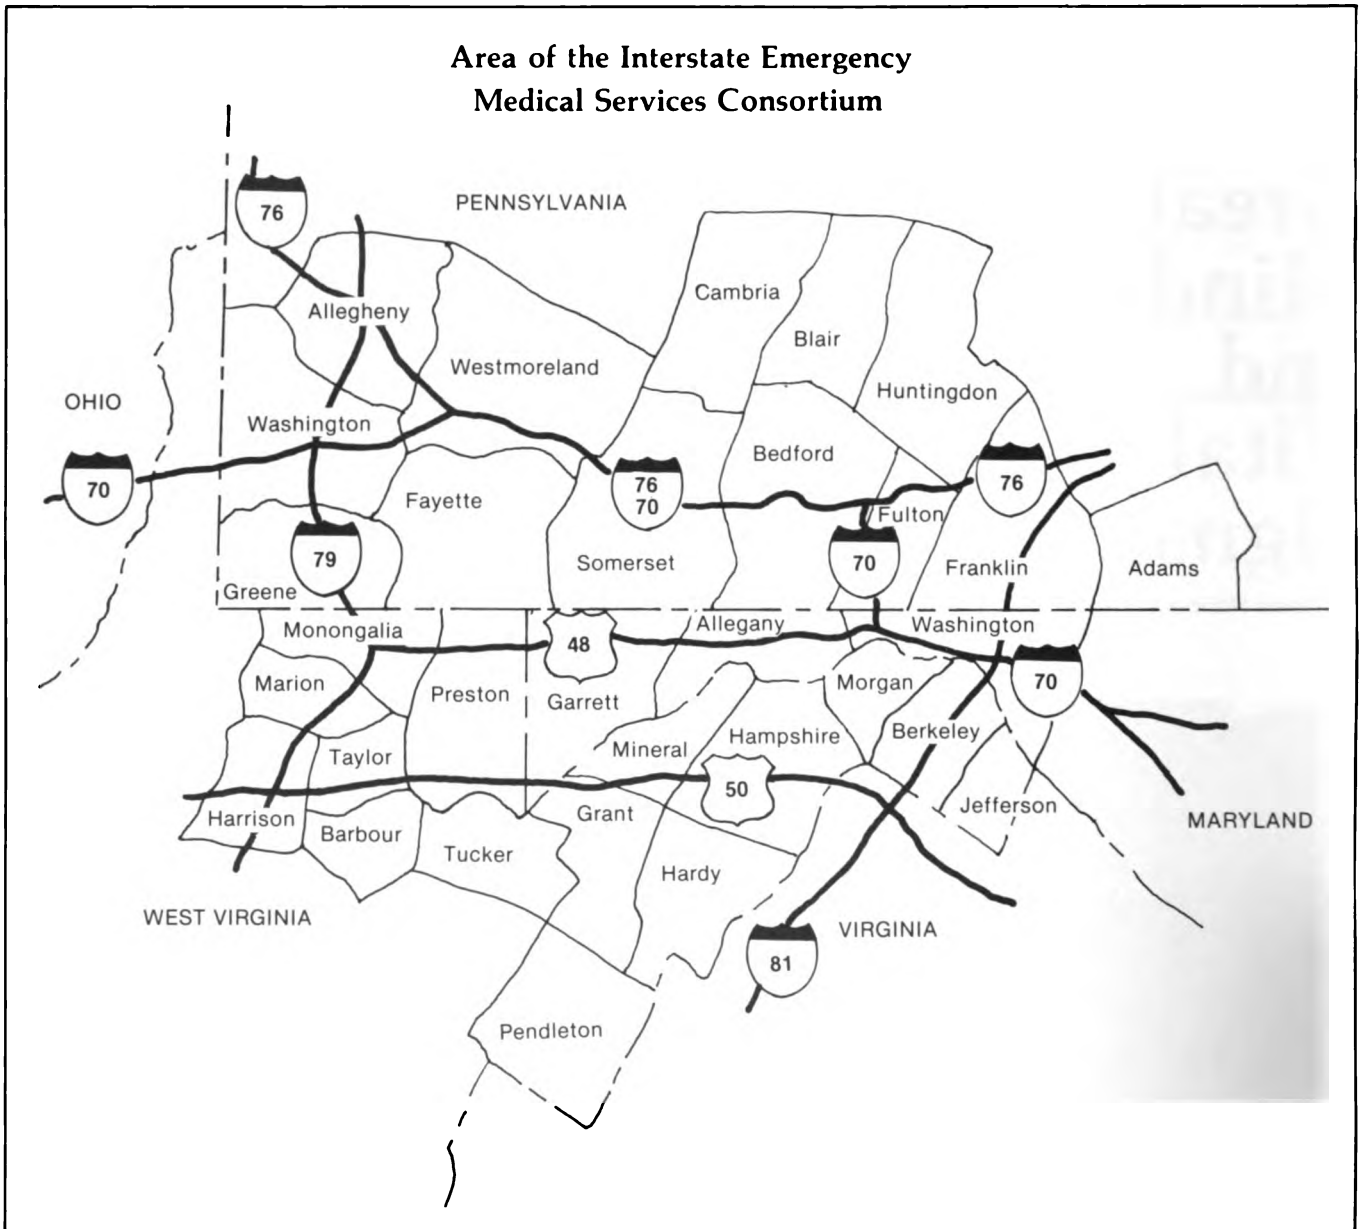 Area of the Interstate Emergency
Medical Services Consortium
76
PENNSYLVANIA
Cambria
Allegheny
Blair
Westmoreland
Huntingdon
OHIO
Washington
Bedford
70
76
70
76
Fayette
Fulton
79
70
Somerset
Franklin
Adams
Greene
Monongalia
48
Allegany
Washington
Marion
Preston
Garrett
Morgan
70
Mineral
Hampshire
Berkeley
Taylor
50
Harrison
Barbour
Grant
Jefferson
MARYLAND
Tucker
Hardy
WEST VIRGINIA
VIRGINIA
81
Pendleton